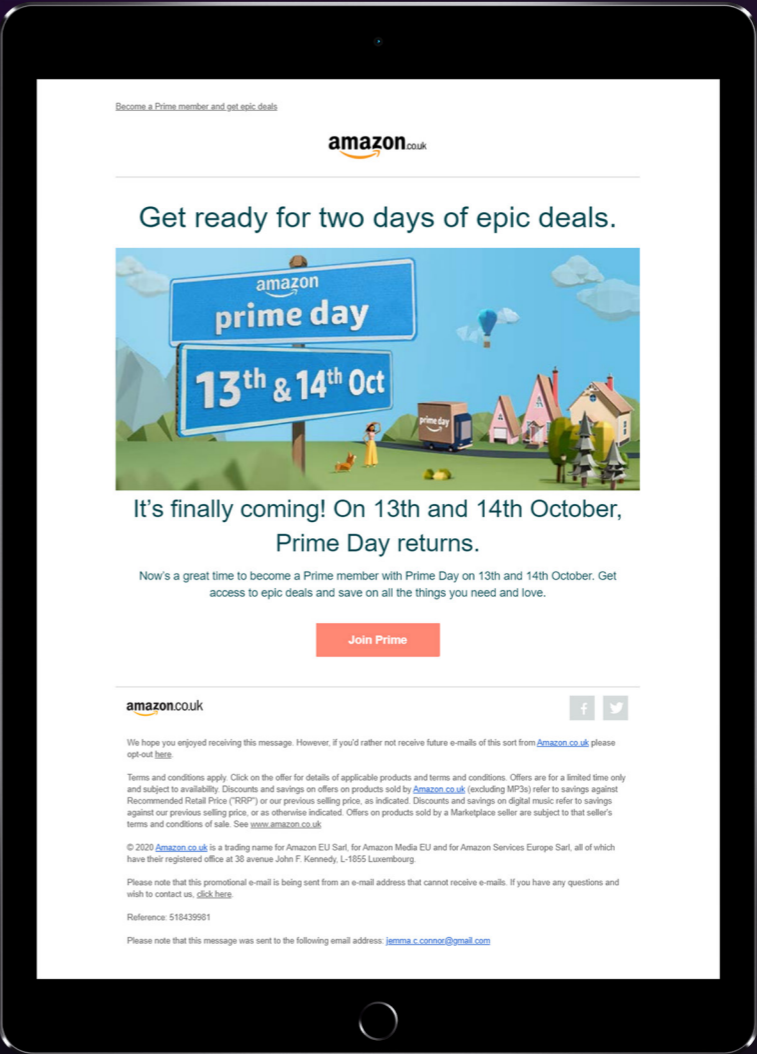 Become a Prime member and get epic deals
amazon.co.uk
Get ready for two days of epic deals.
amazon
prime day
13th & 14th Oct
prime day
It's finally coming! On 13th and 14th October,
Prime Day returns.
Now's a great time to become a Prime member with Prime Day on 13th and 14th October. Get
access to epic deals and save on all the things you need and love.
Join Prime
amazon.co.uk
We hope you enjoyed receiving this message. However, if you'd rather not receive future e-mails of this sort from Amazon.co.uk please
opt-out here.
Terms and conditions apply. Click on the offer for details of applicable products and terms and conditions. Offers are for a limited time only
and subject to availability. Discounts and savings on offers on products sold by Amazon.co.uk (excluding MP3s) refer to savings against
Recommended Retail Price ("RRP") or our previous selling price, as indicated. Discounts and savings on digital music refer to savings
against our previous selling price, or as otherwise indicated. Offers on products sold by a Marketplace seller are subject to that seller's
terms and conditions of sale. See www.amazon.co.uk
© 2020 Amazon.co.uk is a trading name for Amazon EU Sarl, for Amazon Media EU and for Amazon Services Europe Sarl, all of which
have their registered office at 38 avenue John F. Kennedy, L-1855 Luxembourg.
Please note that this promotional e-mail is being sent from an e-mail address that cannot receive e-mails. If you have any questions and
wish to contact us, click here.
Reference: 518439981
Please note that this message was sent to the following email address: jemma.c.connor@gmail.com